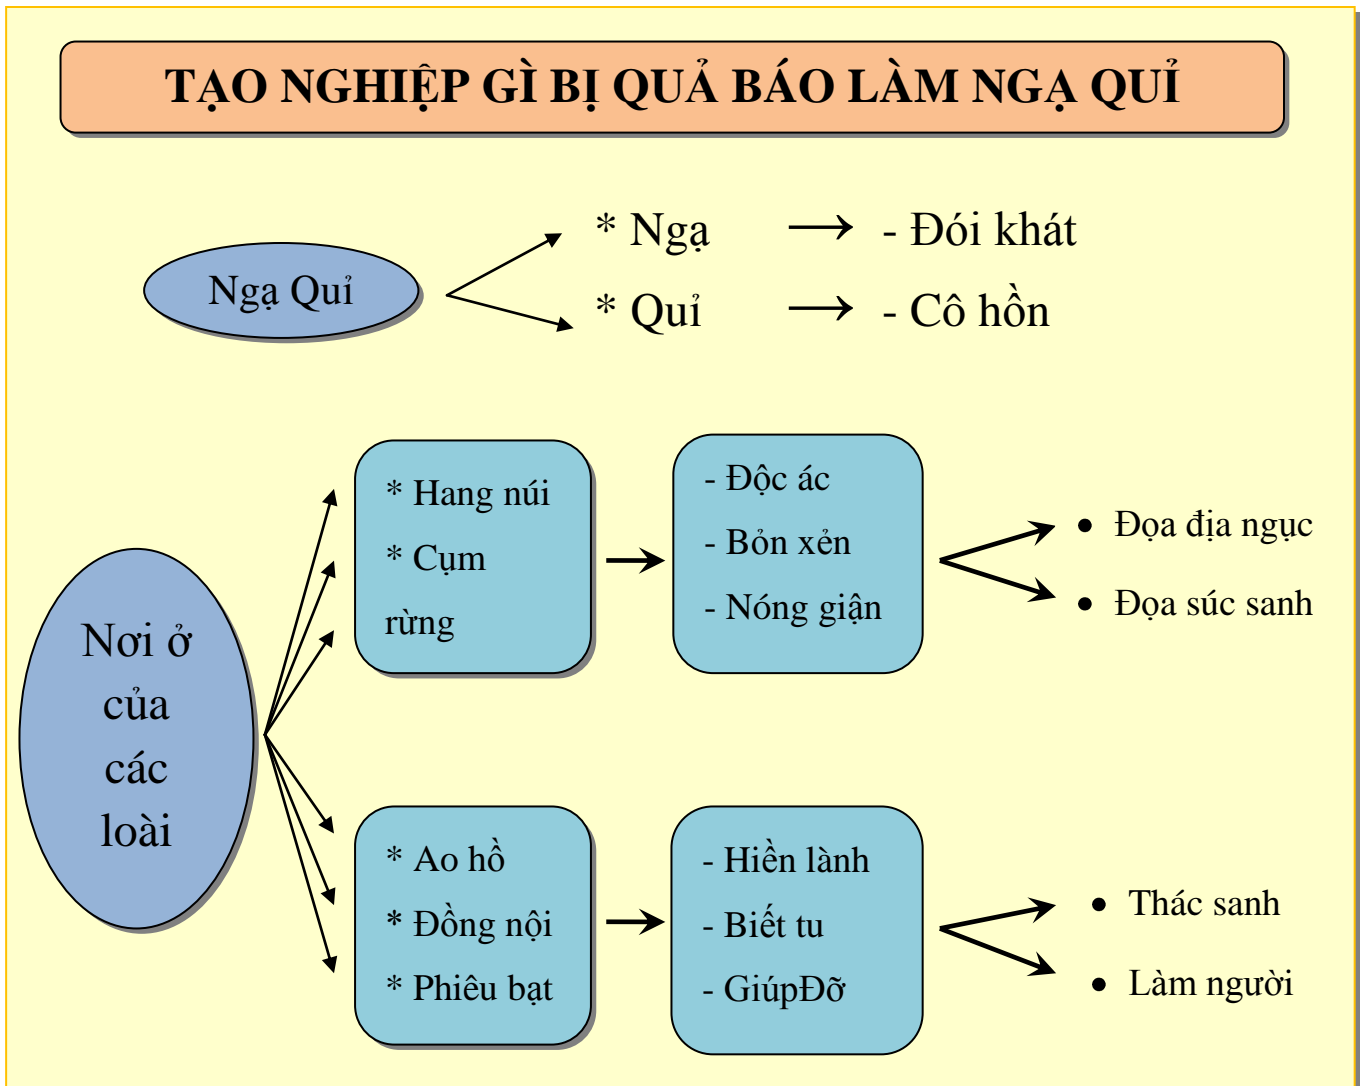 TẠO NGHIỆP GÌ BỊ QUẢ BÁO LÀM NGẠ QUỈ
Ngạ Quỉ
* Ngạ → - Đói khát
* Quỉ → - Cô hồn
Nơi ở
của
các
loài
* Hang núi
* Cụm
rừng
- Độc ác
- Bỏn xẻn
- Nóng giận
• Đọa địa ngục
• Đọa súc sanh
* Ao hồ
* Đồng nội
* Phiêu bạt
- Hiền lành
- Biết tu
- GiúpĐỡ
• Thác sanh
• Làm người